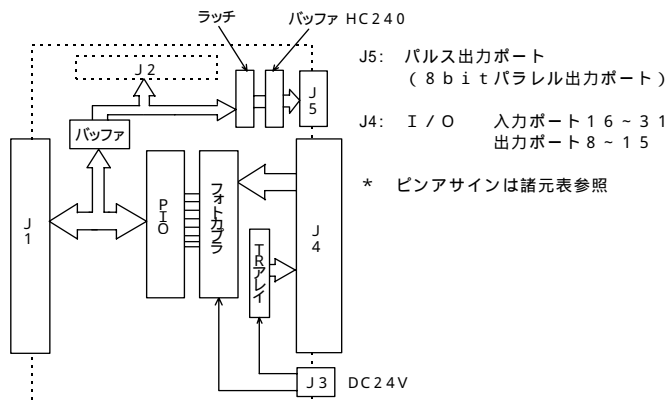 ラッチ
バッファ HC240
J2
J5
バッファ
J1
PIO
フォトカプラ
TRアレイ
J4
J3 DC24V
J5: パルス出力ポート
(8bitパラレル出力ポート)
J4: I/O 入力ポート16~31
出力ポート8~15
* ピンアサインは諸元表参照